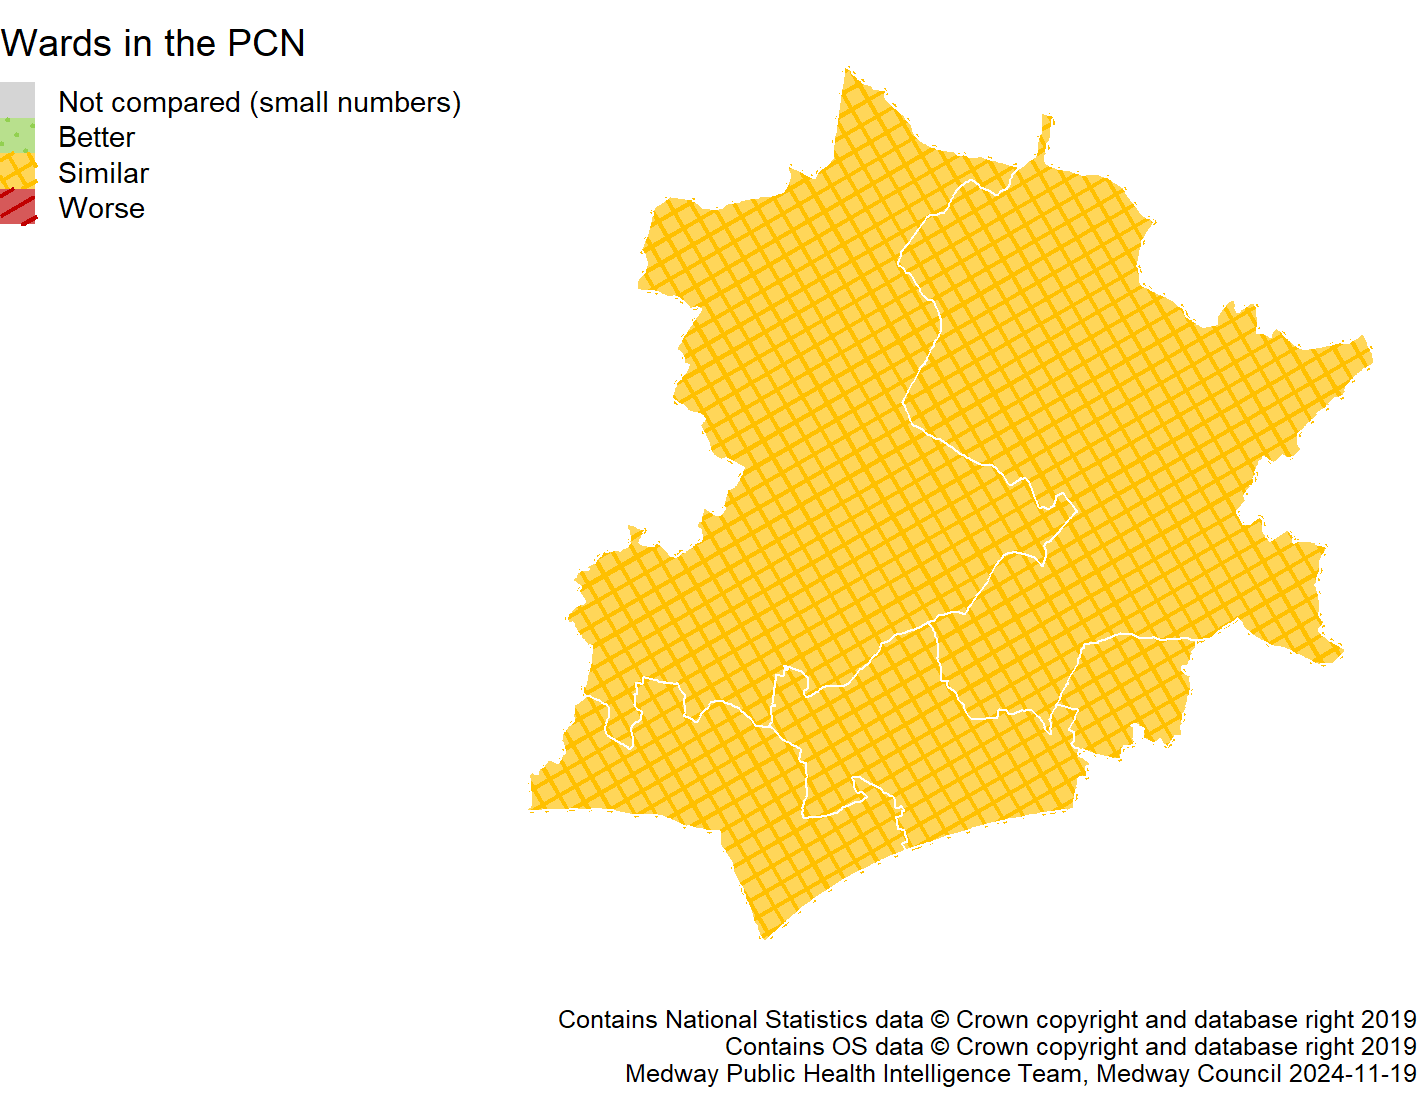 Wards in the PCN
Not compared (small numbers)
Better
Similar
Worse
Contains National Statistics data © Crown copyright and database right 2019
Contains OS data © Crown copyright and database right 2019
Medway Public Health Intelligence Team, Medway Council 2024-11-19